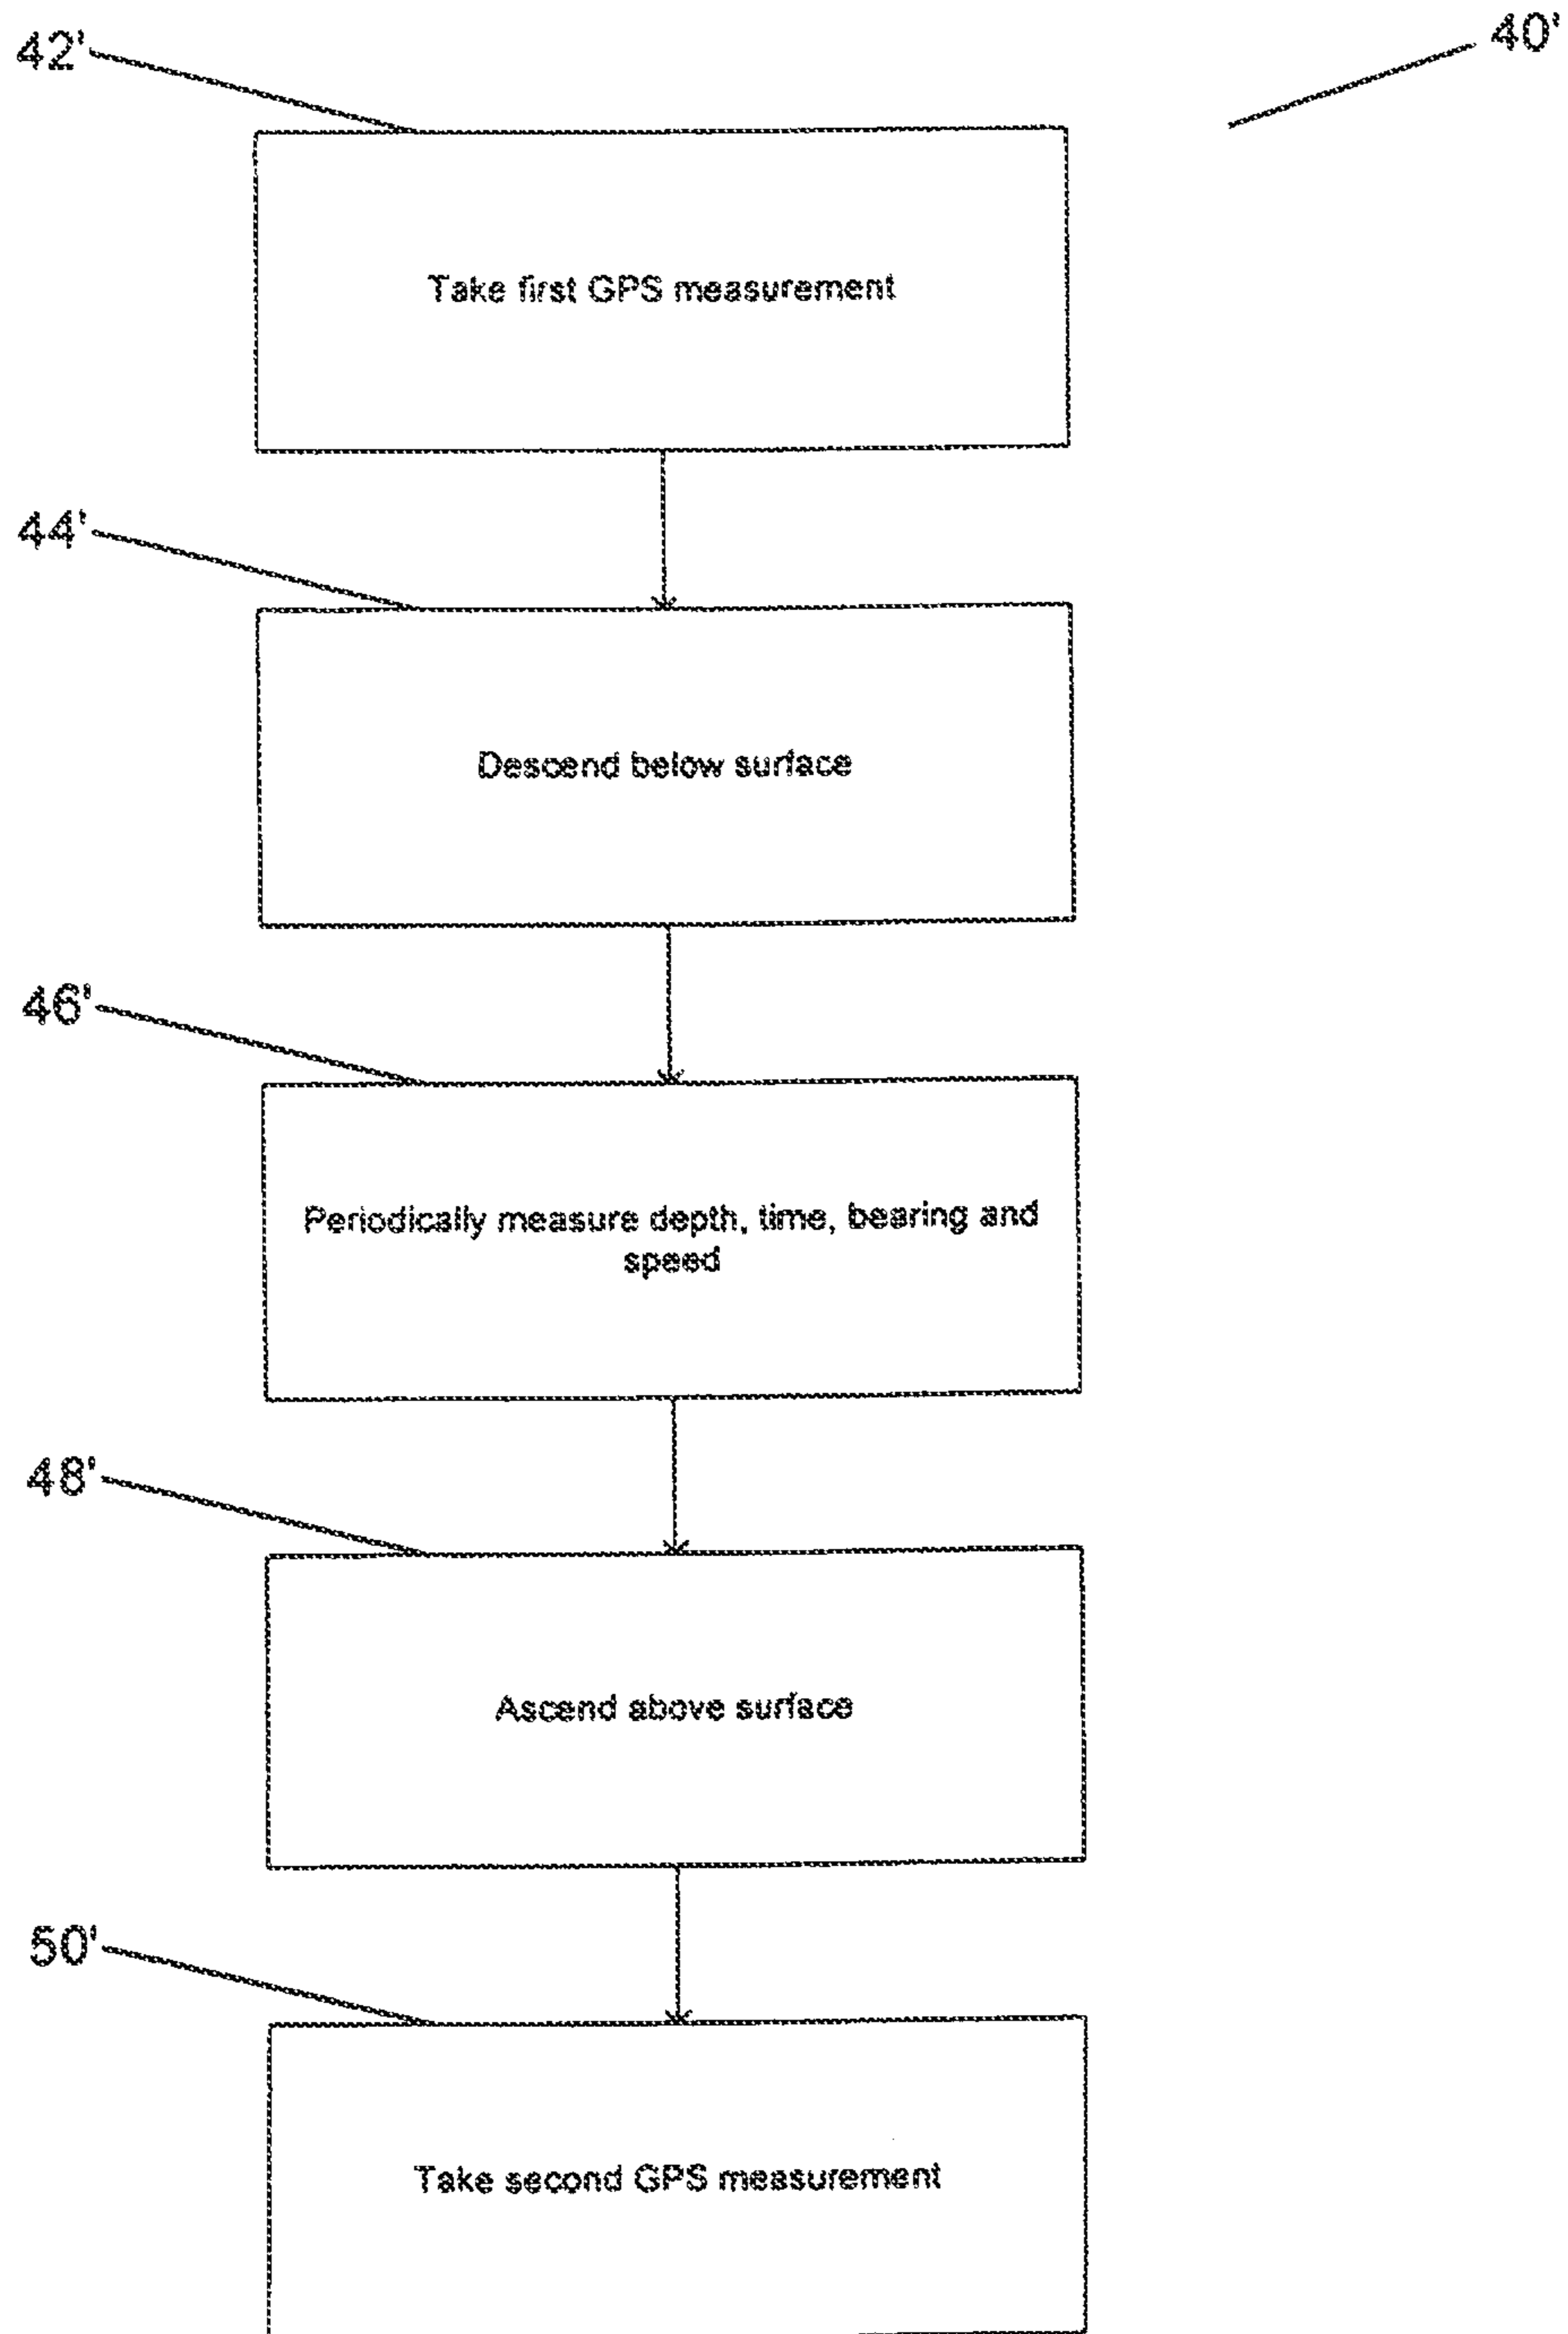 42'
40'
Take first GPS measurement
44'
Descend below surface
46'
Periodically measure depth, time, bearing and
speed
48'
Ascend above surface
50'
Take second GPS measurement